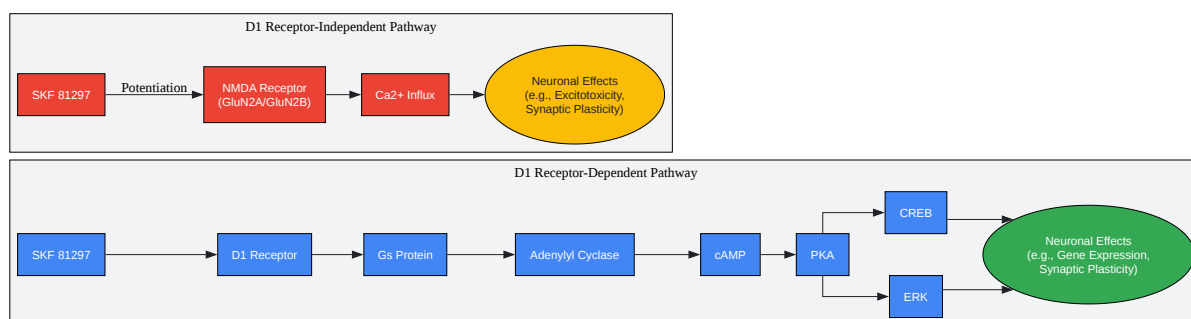 D1 Receptor-Independent Pathway
SKF 81297
Potentiation
NMDA Receptor
(GluN2A/GluN2B)
Ca2+ Influx
Neuronal Effects
(e.g., Excitotoxicity,
Synaptic Plasticity)
D1 Receptor-Dependent Pathway
SKF 81297
D1 Receptor
Gs Protein
Adenylyl Cyclase
cAMP
PKA
CREB
ERK
Neuronal Effects
(e.g., Gene Expression,
Synaptic Plasticity)